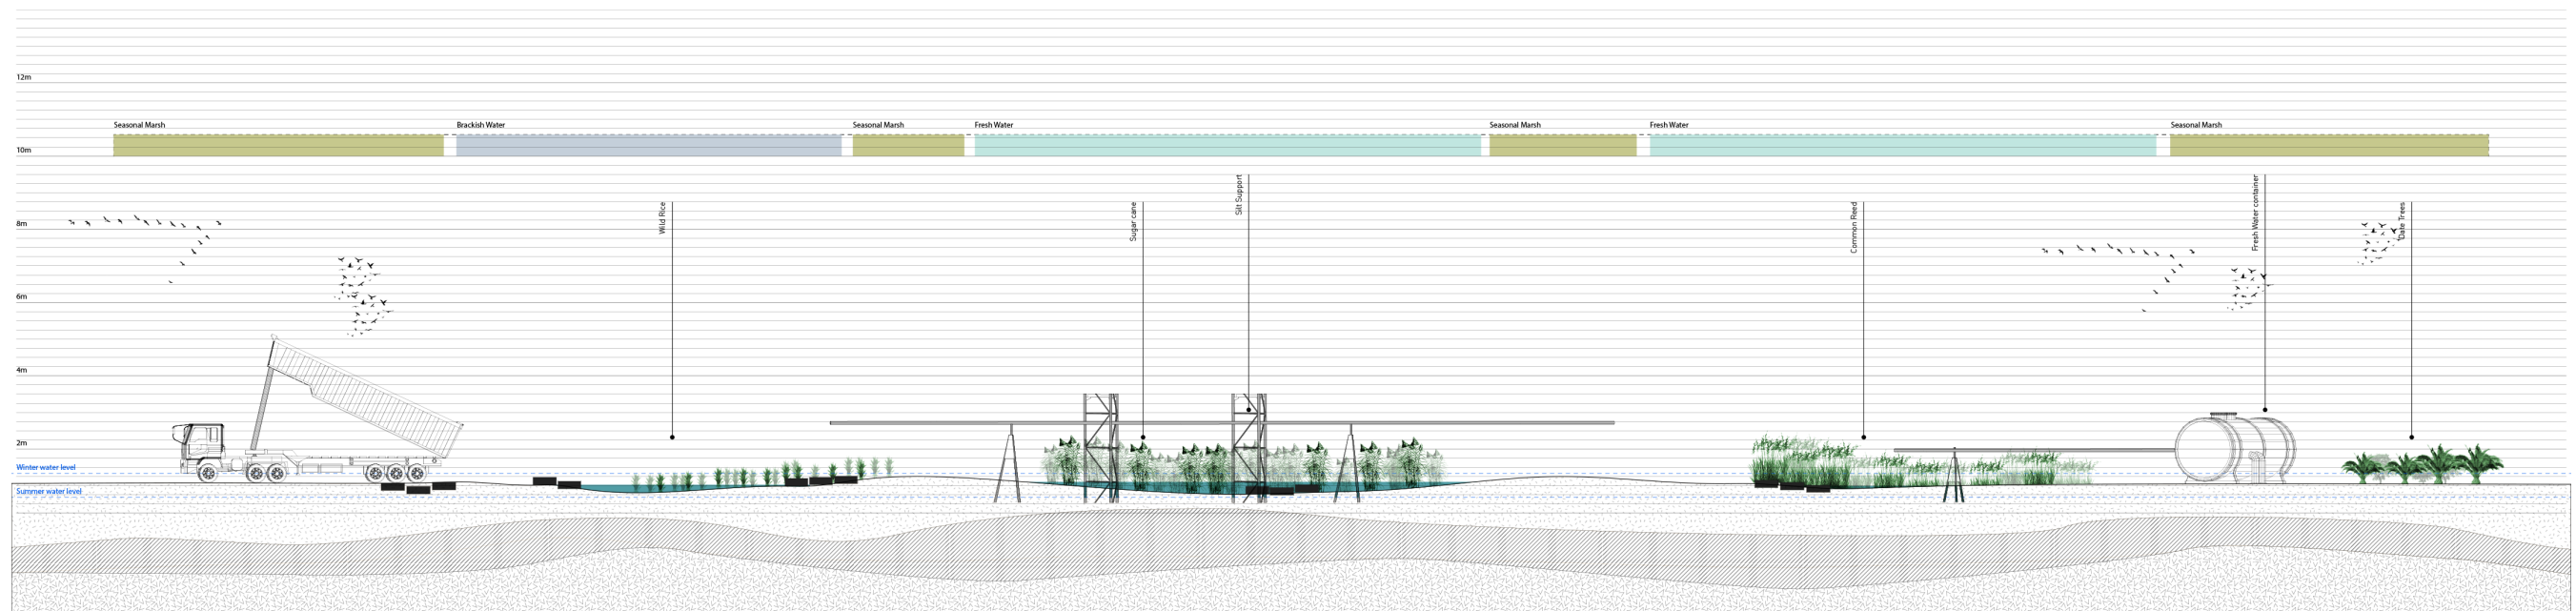 12m
Seasonal Marsh
Brackish Water
Seasonal Marsh
Fresh Water
Seasonal Marsh
Fresh Water
Seasonal Marsh
10m
Wild Rice
Sugar cane
Silt Support
Common Reed
Fresh Water container
Date Trees
8m
6m
4m
2m
Winter water level
Summer water level